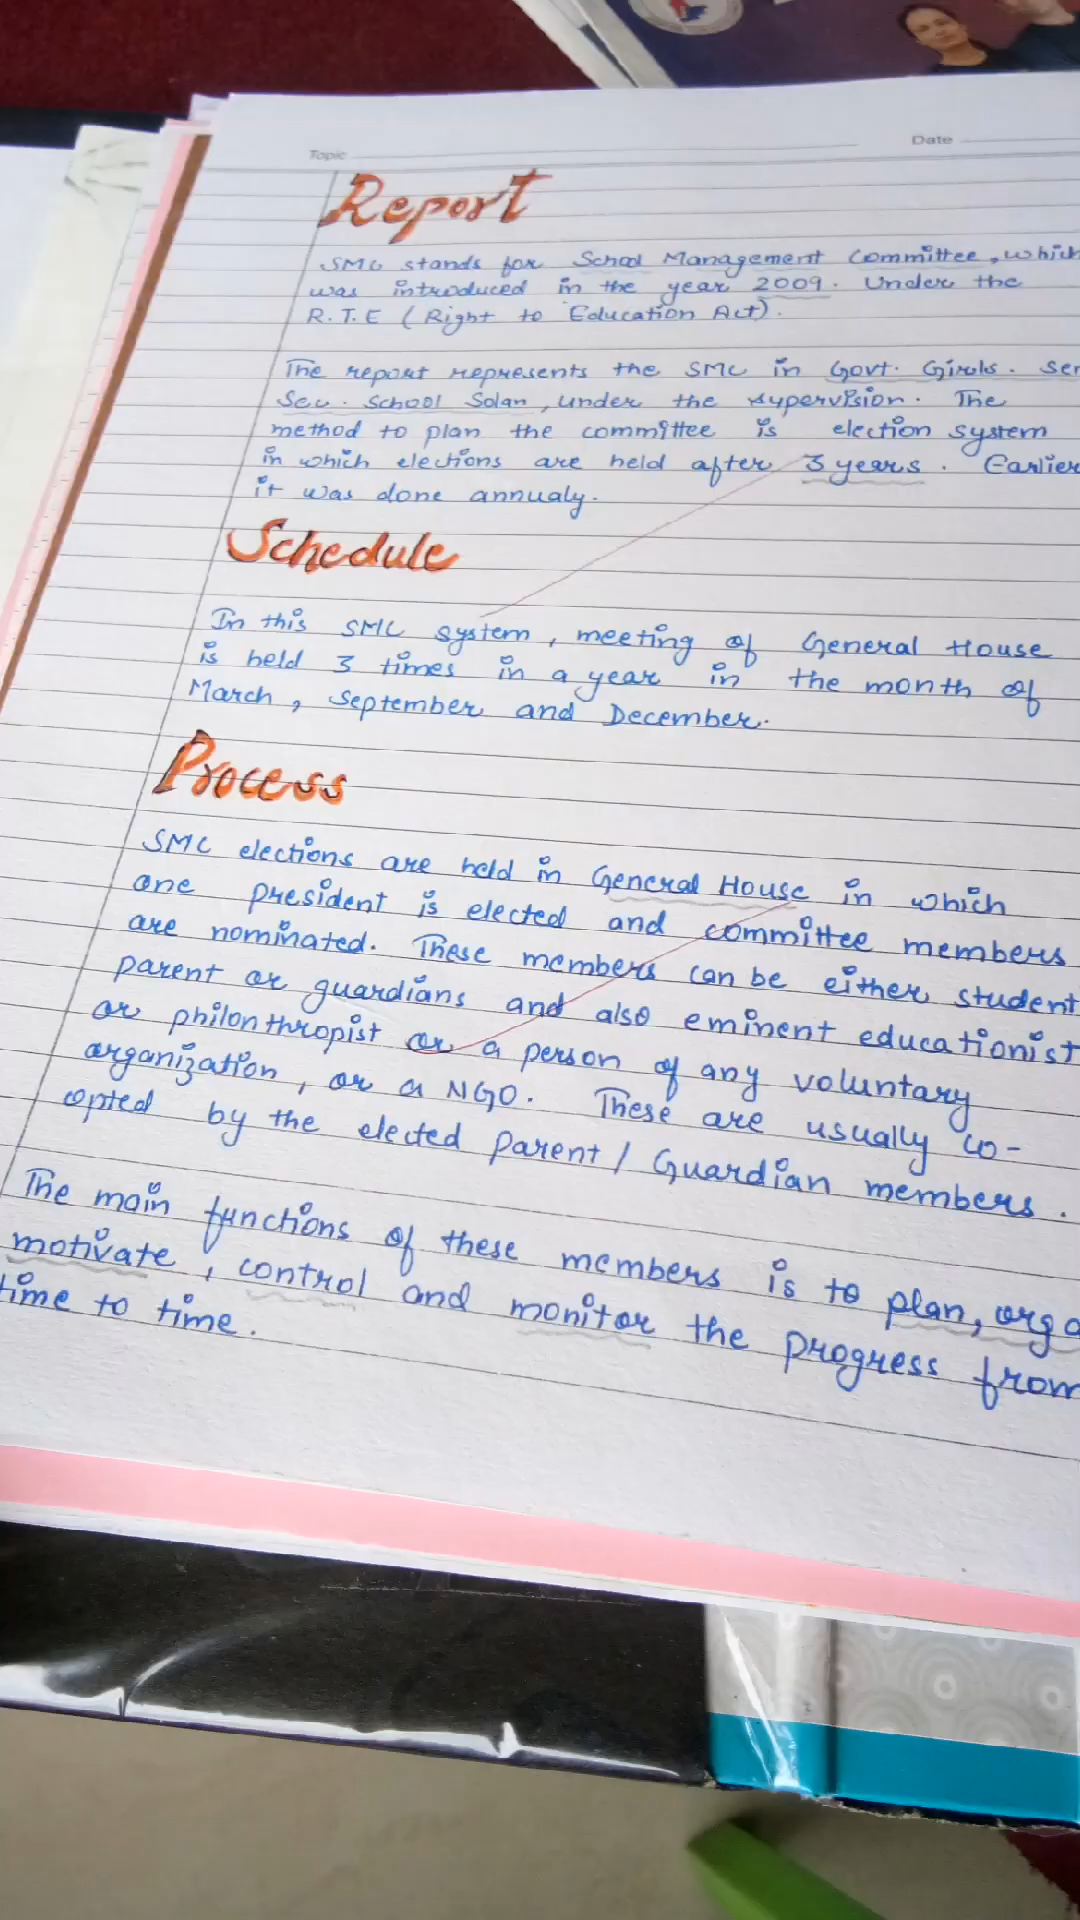 Topic
Date
Report
SMC stands for School Management Committee, which
was introduced in the year 2009. Under the
R.T.E (Right to Education Act).
The report represents the SMC in Govt. Girls. Sen
Sec. School Solan, under the supervision. The
method to plan the committee is election system
in which elections are held after 3 years. Earlier
it was done annualy.
Schedule
In this SMC system, meeting of General House
is held 3 times in a year in the month of
March, September and December.
Process
SMC elections are held in General House in which
one president is elected and committee members
are nominated. These members can be either student
parent or guardians and also eminent educationist
or philonthropist or a person of any voluntary
organization, or a NGO. These are usually co-
opted by the elected parent / Guardian members.
The main functions of these members is to plan, orga
motivate, control and monitor the progress from
time to time.